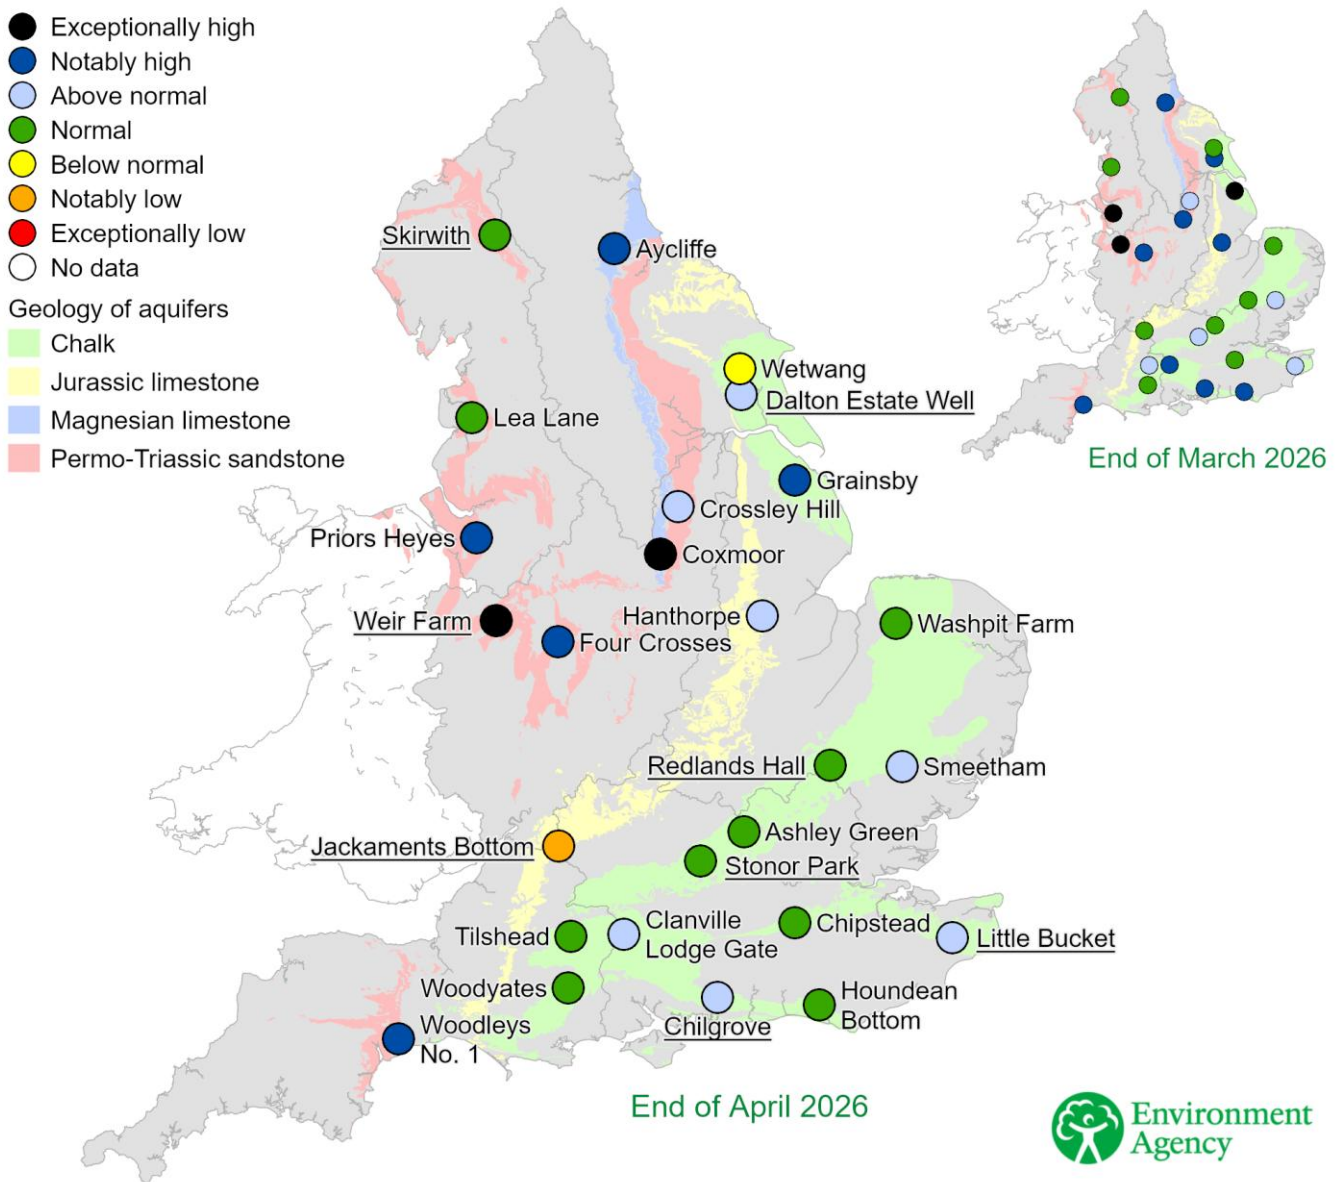 Exceptionally high
Notably high
Above normal
Normal
Below normal
Notably low
Exceptionally low
No data
Geology of aquifers
Chalk
Jurassic limestone
Magnesian limestone
Permo-Triassic sandstone
End of March 2026
Skirwith
Aycliffe
Wetwang
Dalton Estate Well
Lea Lane
Grainsby
Crossley Hill
Priors Heyes
Coxmoor
Weir Farm
Hanthorpe
Four Crosses
Washpit Farm
Redlands Hall
Smeetham
Ashley Green
Jackaments Bottom
Stonor Park
Tilshead
Clanville
Lodge Gate
Chipstead
Little Bucket
Woodyates
Chilgrove
Houndean
Bottom
Woodleys
No. 1
End of April 2026
Environment
Agency